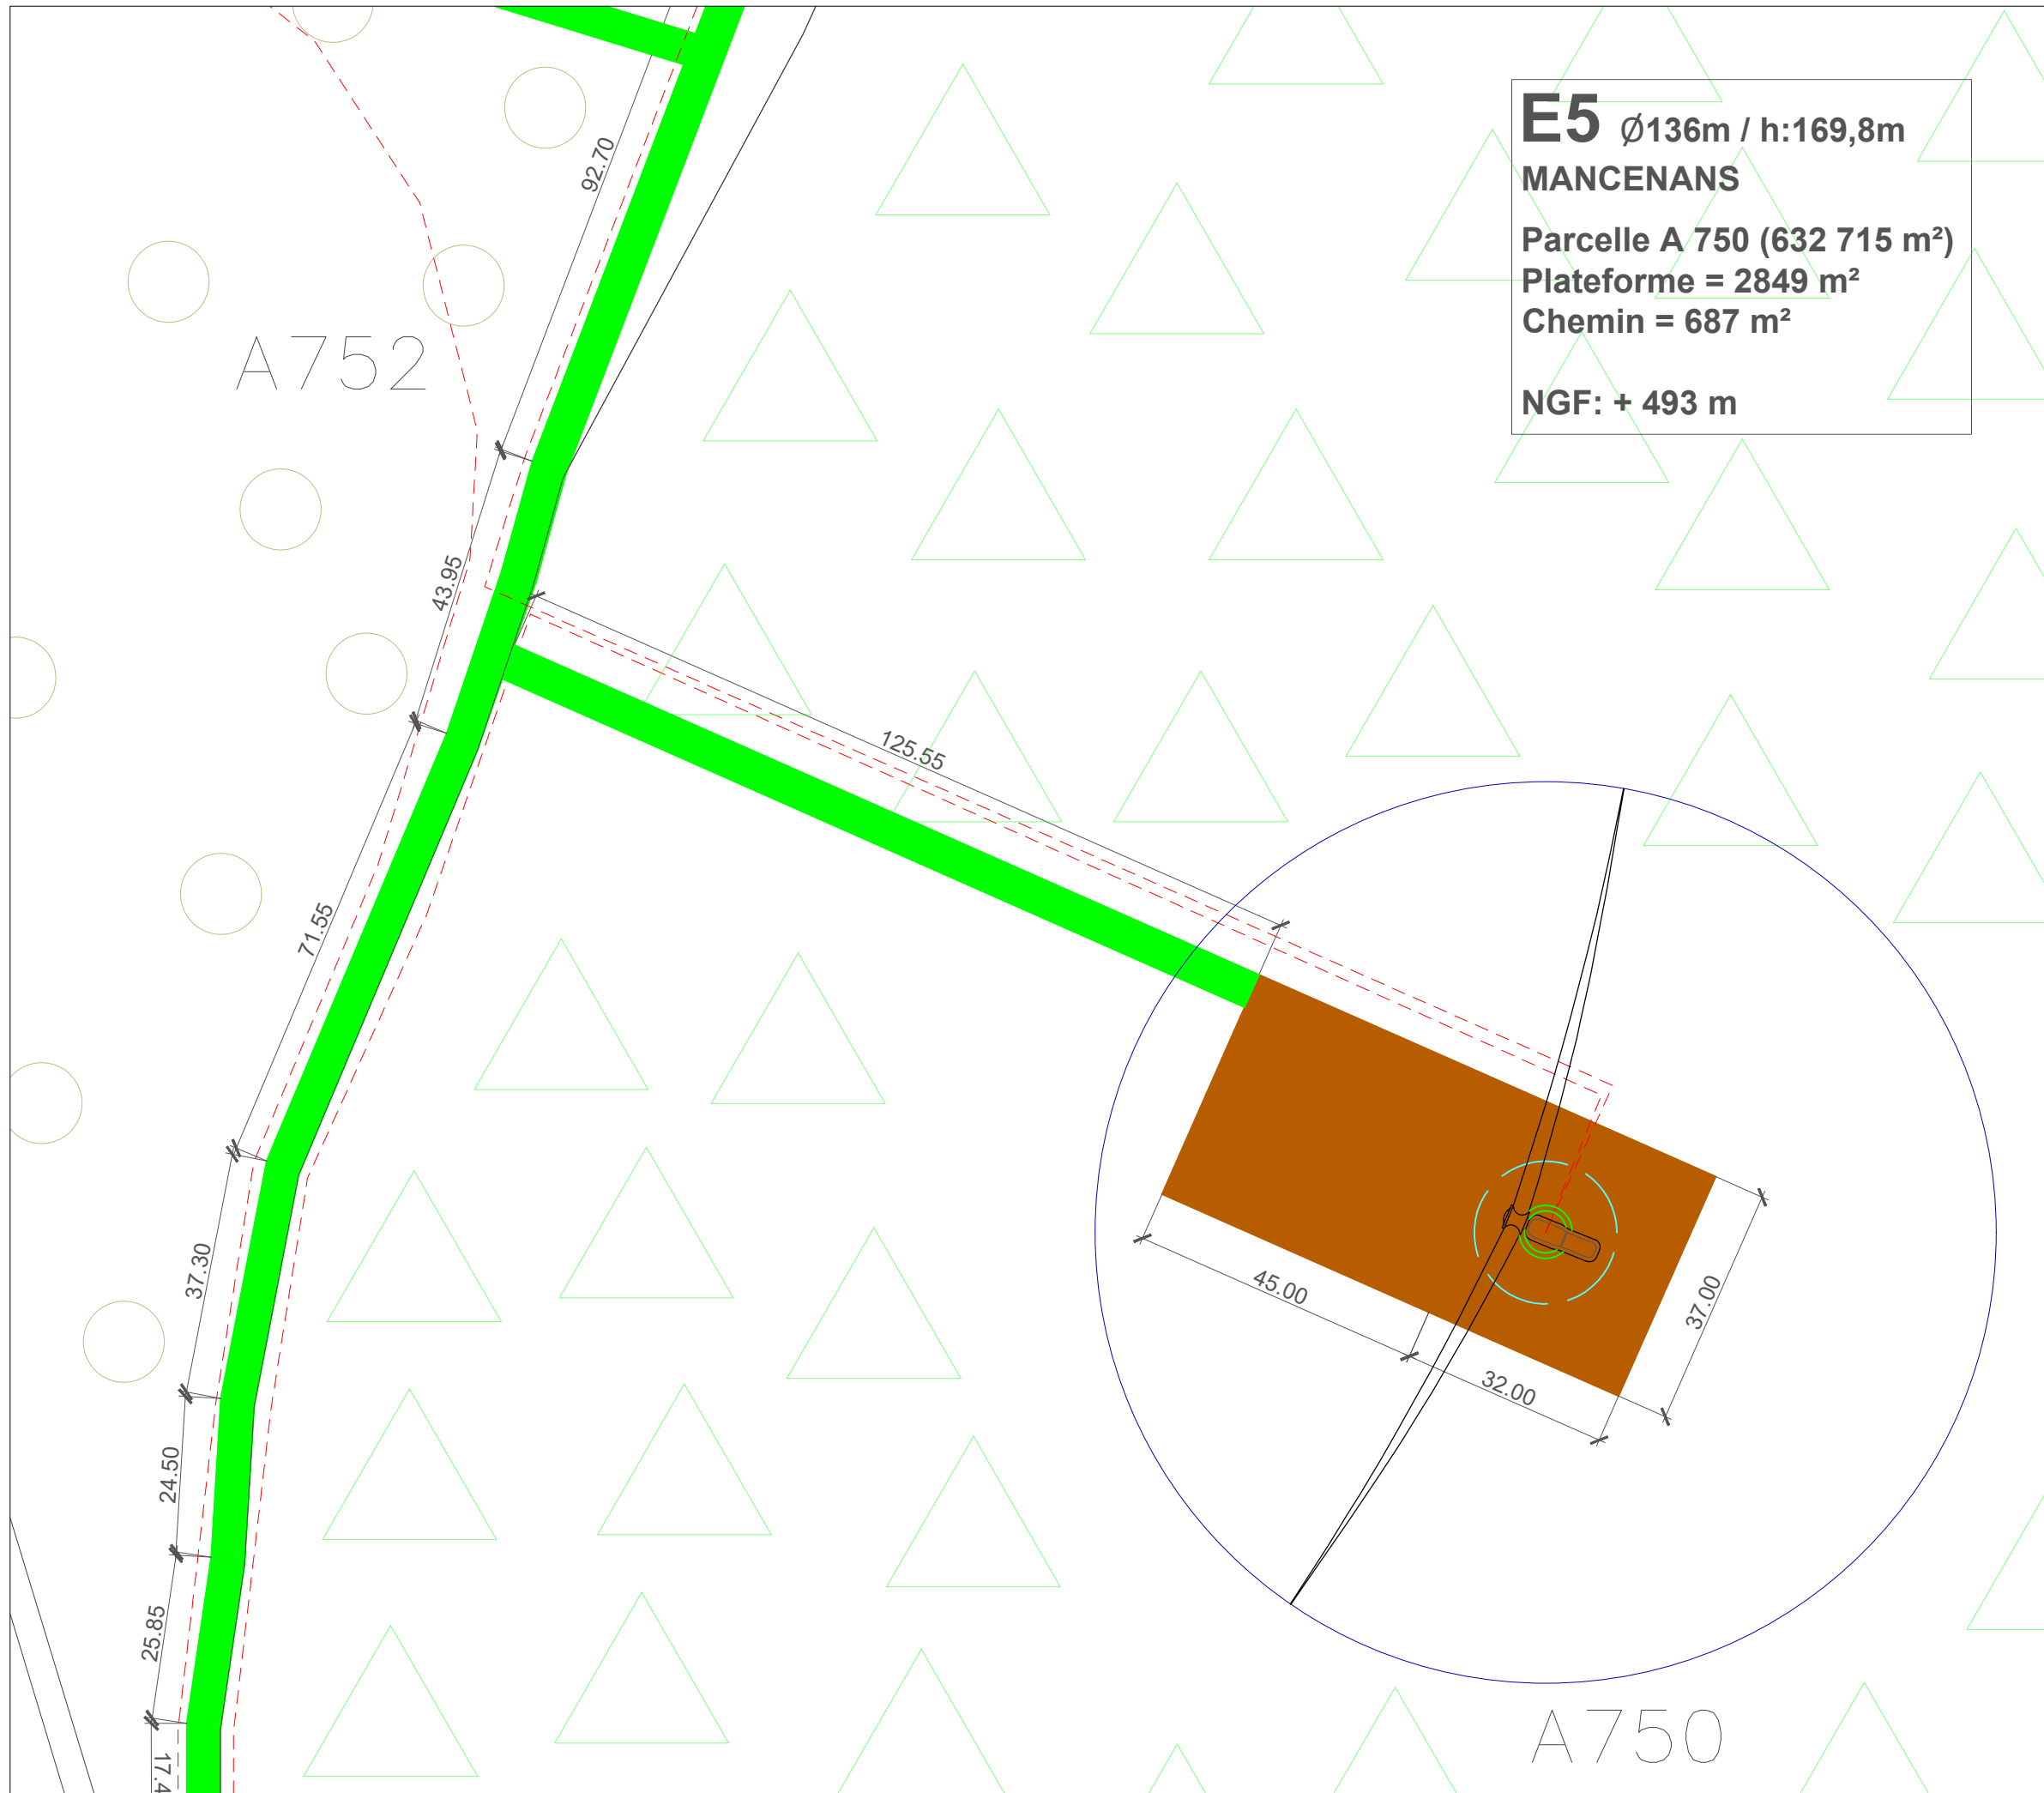 E5 Ø136m / h:169,8m
MANCENANS
Parcelle A 750 (632 715 m²)
Plateforme = 2849 m²
Chemin = 687 m²
NGF: + 493 m
92.70
A752
43.95
125.55
71.55
37.30
45.00
37.00
32.00
24.50
25.85
A750
17.4